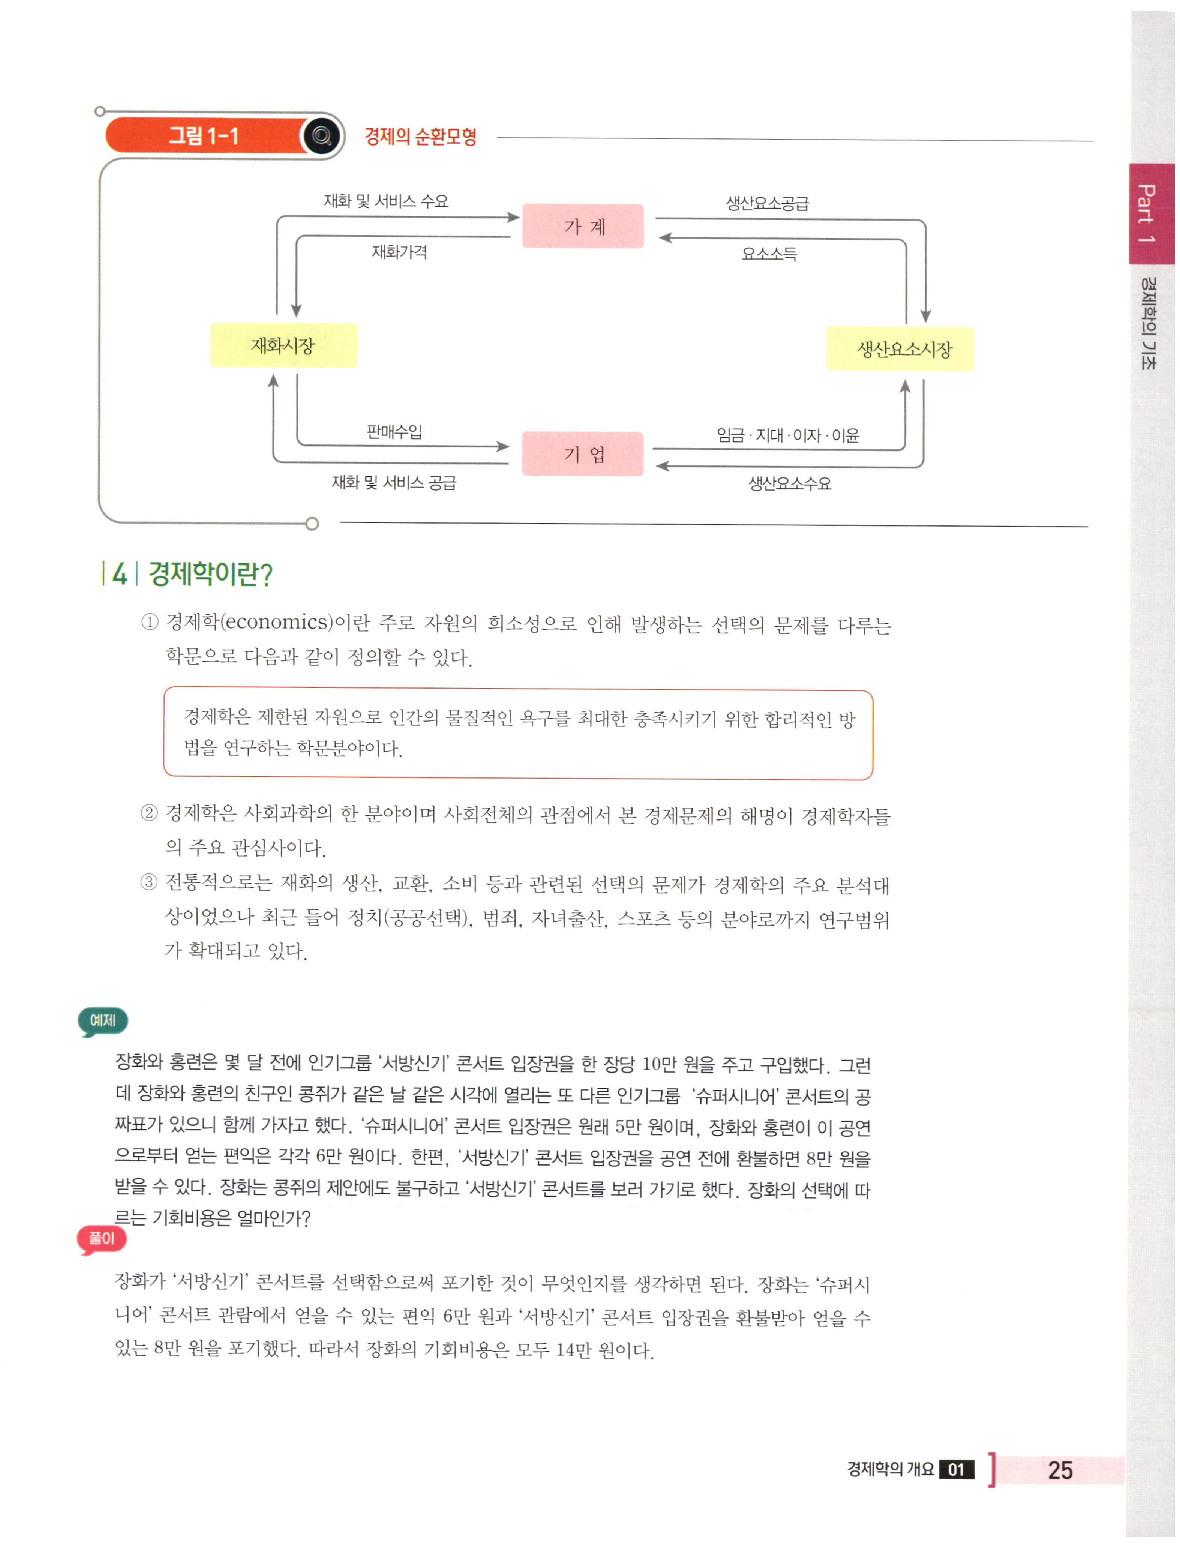 그림 1-1
경제의 순환모형
재화 및 서비스 수요
생산요소공급
가 계
재화가격
요소소득
재화시장
생산요소시장
판매수입
임금·지대·이자·이윤
기 업
재화 및 서비스 공급
생산요소수요
|4| 경제학이란?
① 경제학(economics)이란 주로 자원의 희소성으로 인해 발생하는 선택의 문제를 다루는
학문으로 다음과 같이 정의할 수 있다.
경제학은 제한된 자원으로 인간의 물질적인 욕구를 최대한 충족시키기 위한 합리적인 방
법을 연구하는 학문분야이다.
② 경제학은 사회과학의 한 분야이며 사회전체의 관점에서 본 경제문제의 해명이 경제학자들
의 주요 관심사이다.
③ 전통적으로는 재화의 생산, 교환, 소비 등과 관련된 선택의 문제가 경제학의 주요 분석대
상이었으나 최근 들어 정치(공공선택), 범죄, 자녀출산, 스포츠 등의 분야로까지 연구범위
가 확대되고 있다.
예제
장화와 홍련은 몇 달 전에 인기그룹 '서방신기' 콘서트 입장권을 한 장당 10만 원을 주고 구입했다. 그런
데 장화와 홍련의 친구인 콩쥐가 같은 날 같은 시각에 열리는 또 다른 인기그룹 '슈퍼시니어' 콘서트의 공
짜표가 있으니 함께 가자고 했다. '슈퍼시니어' 콘서트 입장권은 원래 5만 원이며, 장화와 홍련이 이 공연
으로부터 얻는 편익은 각각 6만 원이다. 한편, '서방신기' 콘서트 입장권을 공연 전에 환불하면 8만 원을
받을 수 있다. 장화는 콩쥐의 제안에도 불구하고 '서방신기' 콘서트를 보러 가기로 했다. 장화의 선택에 따
르는 기회비용은 얼마인가?
풀이
장화가 '서방신기' 콘서트를 선택함으로써 포기한 것이 무엇인지를 생각하면 된다. 장화는 '슈퍼시
니어' 콘서트 관람에서 얻을 수 있는 편익 6만 원과 '서방신기' 콘서트 입장권을 환불받아 얻을 수
있는 8만 원을 포기했다. 따라서 장화의 기회비용은 모두 14만 원이다.
경제학의 개요 01
25
Part 1
경제학의 기초